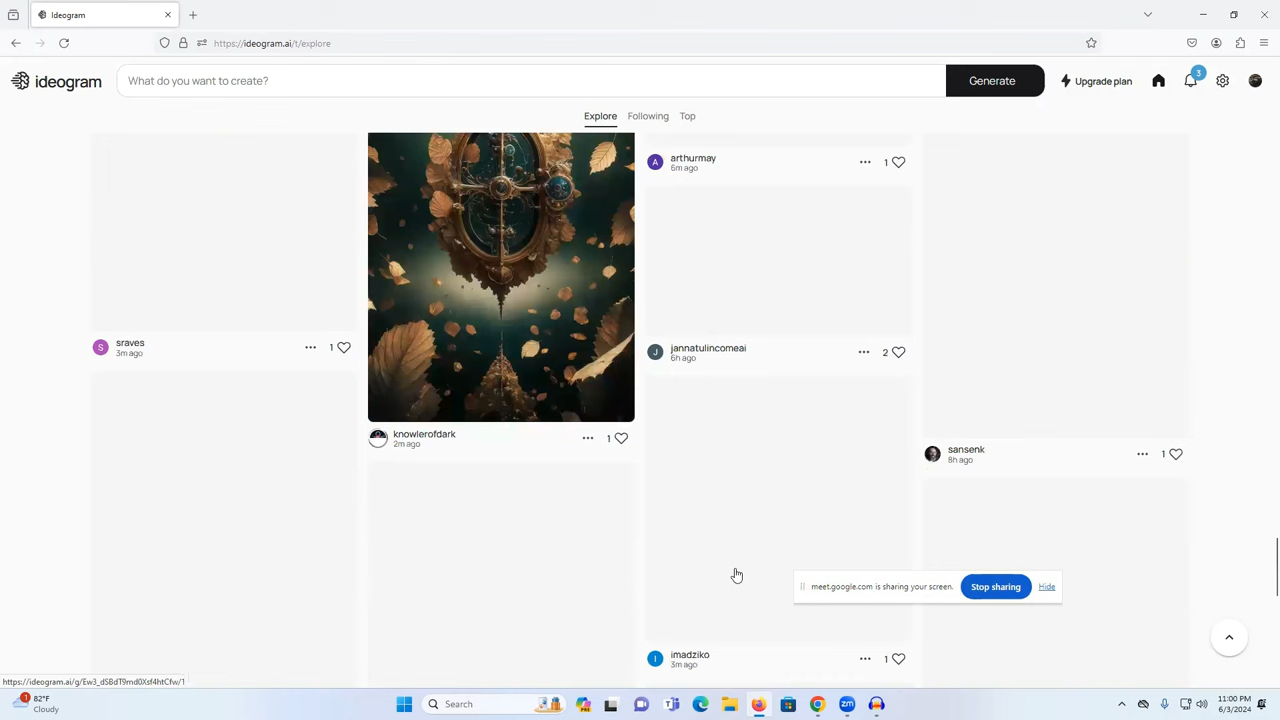 Ideogram
https://ideogram.ai/t/explore
ideogram
What do you want to create?
Generate
Upgrade plan
3
Explore
Following
Top
arthurmay
6m ago
1
sraves
3m ago
1
S
jannatulincomeai
6h ago
2
J
A
knowlerofdark
2m ago
1
sansenk
8h ago
1
meet.google.com is sharing your screen.
Stop sharing
Hide
imadziko
3m ago
1
I
https://ideogram.ai/g/Ew3_dSBdT9md0Xsf4htCfw/1
1
82°F
Cloudy
Search
PRE
zm
11:00 PM
6/3/2024